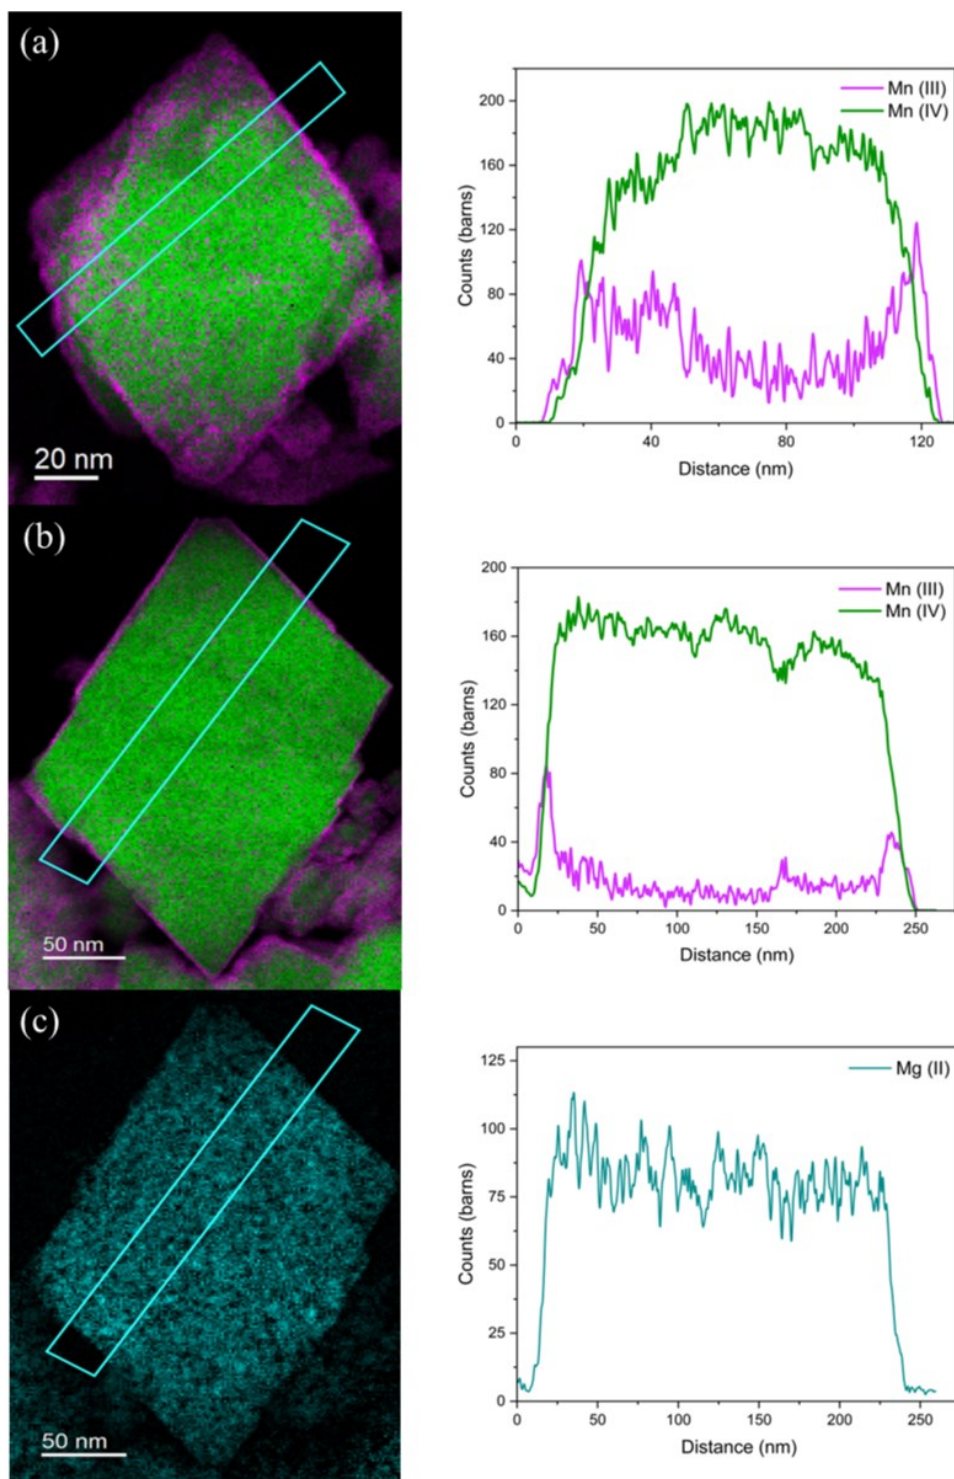 (a)
20 nm
Mn (III)
Mn (IV)
200
160
120
80
40
0
Counts (barns)
0 40 80 120
Distance (nm)
(b)
50 nm
Mn (III)
Mn (IV)
200
160
120
80
40
0
Counts (barns)
0 50 100 150 200 250
Distance (nm)
(c)
50 nm
Mg (II)
125
100
75
50
25
0
Counts (barns)
0 50 100 150 200 250
Distance (nm)